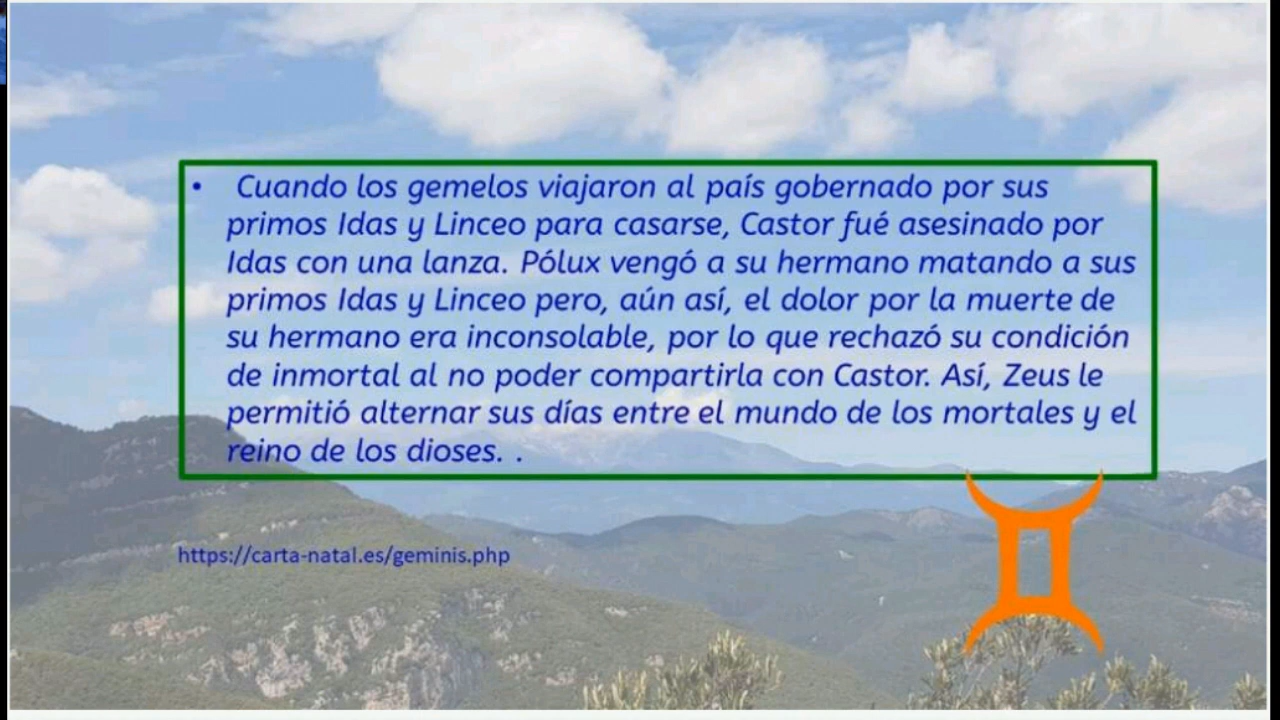 • Cuando los gemelos viajaron al país gobernado por sus
primos Idas y Linceo para casarse, Castor fué asesinado por
Idas con una lanza. Pólux vengó a su hermano matando a sus
primos Idas y Linceo pero, aún así, el dolor por la muerte de
su hermano era inconsolable, por lo que rechazó su condición
de inmortal al no poder compartirla con Castor. Así, Zeus le
permitió alternar sus días entre el mundo de los mortales y el
reino de los dioses. .
https://carta-natal.es/geminis.php